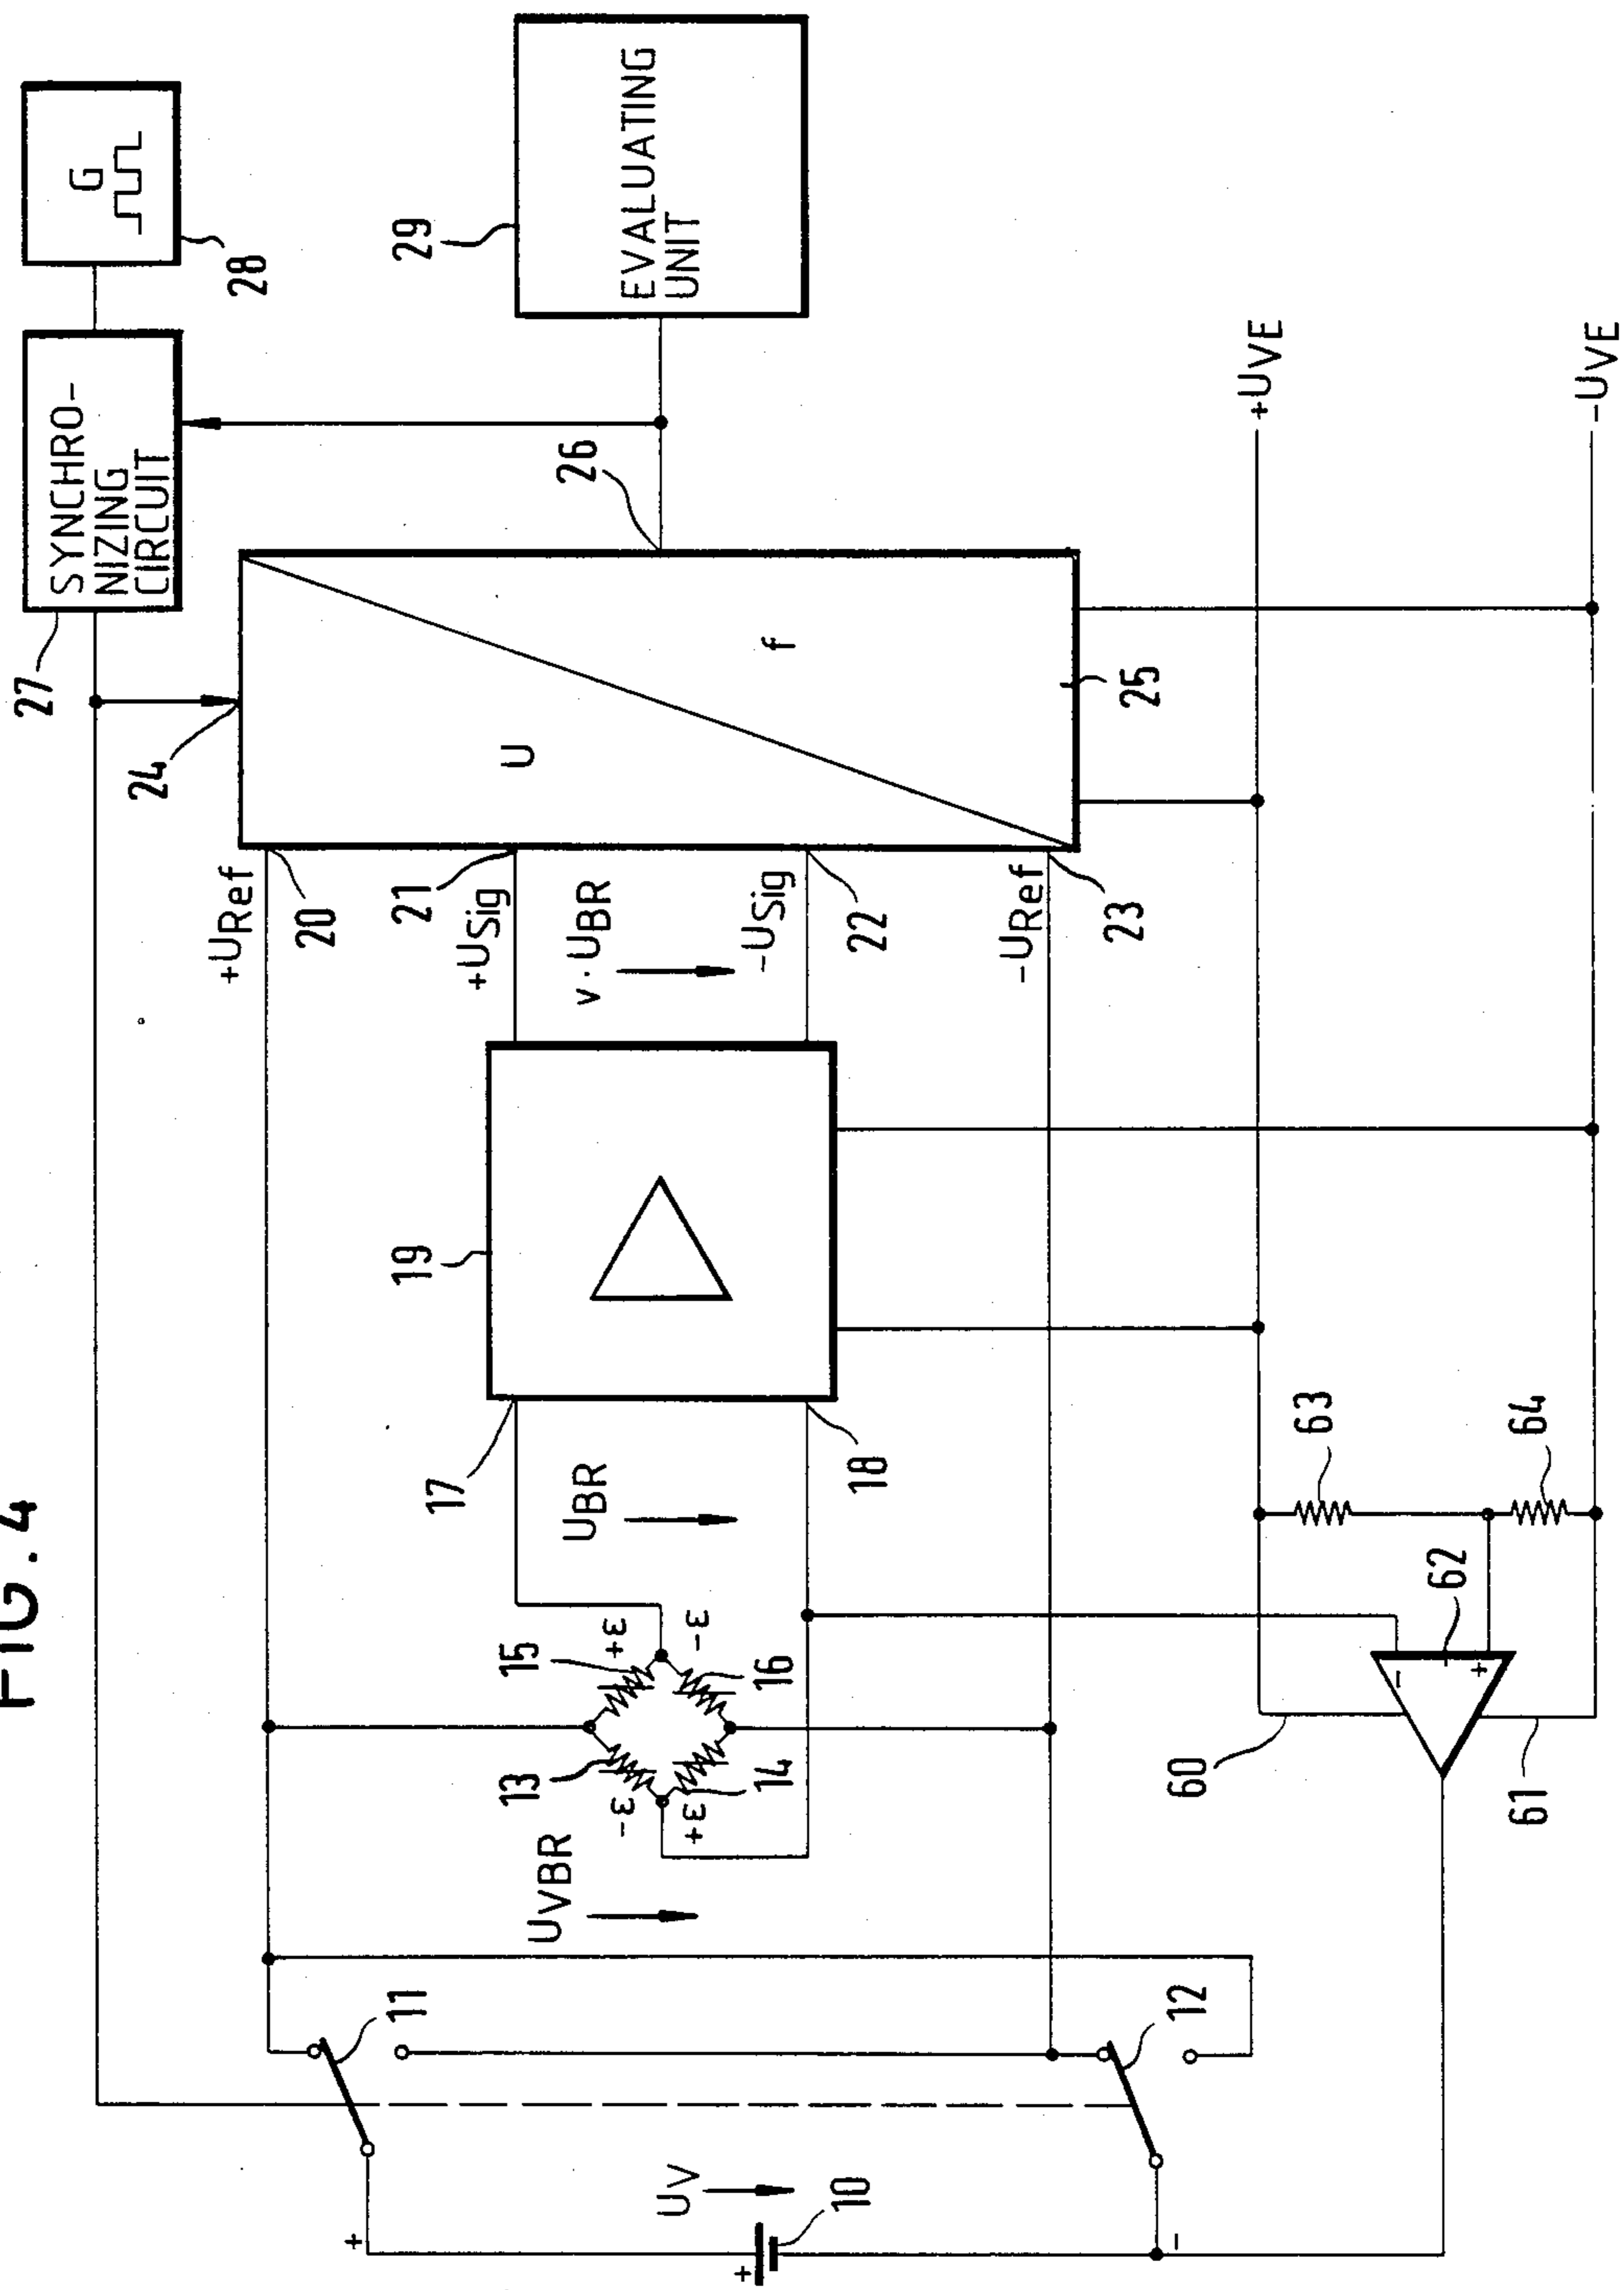 FIG. 4
27
SYNCHRO-
NIZING
CIRCUIT
G
28
24
+URef
20
U
f
25
26
29
EVALUATING
UNIT
21
+USig
v · UBR
-USig
22
-URef
23
19
17
18
UBR
15
+ε
-ε
16
13
-ε
+ε
14
UVBR
11
12
UV
+
+
10
-
+UVE
-UVE
63
64
62
-
+
60
61